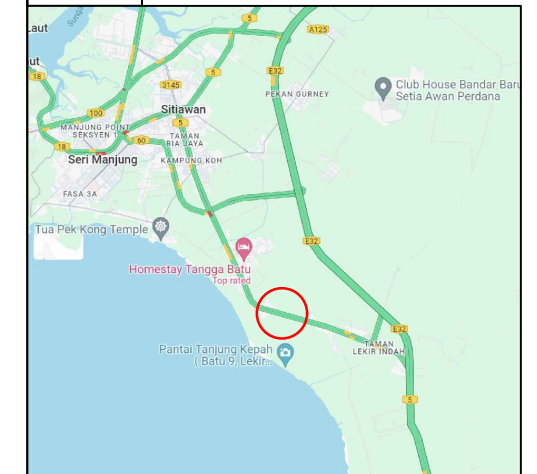 Laut
5
A125
ut
5
E32
18
3145
Club House Bandar Baru
Setia Awan Perdana
PEKAN GURNEY
100
Sitiawan
5
MANJUNG POINT
SEKSYEN 1
TAMAN
RIA JAYA
60
18
Seri Manjung
KAMPUNG KOH
FASA 3A
Tua Pek Kong Temple
E32
Homestay Tangga Batu
Top rated
E32
Pantai Tanjung Kepah
( Batu 9, Lekir...
TAMAN
LEKIR INDAH
5